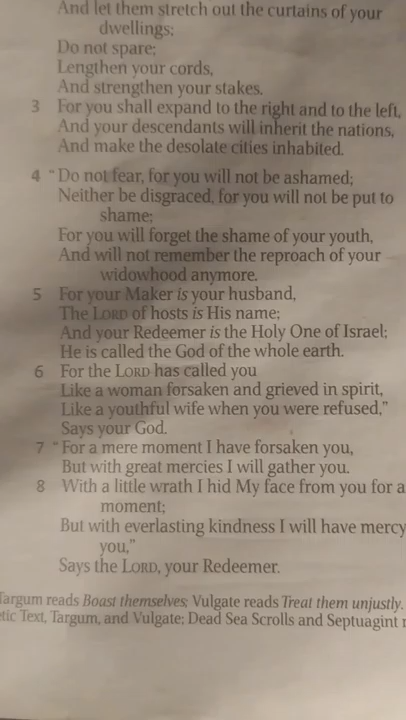 And let them stretch out the curtains of your
dwellings;
Do not spare;
Lengthen your cords,
And strengthen your stakes.
3 For you shall expand to the right and to the left,
And your descendants will inherit the nations,
And make the desolate cities inhabited.
4 “Do not fear, for you will not be ashamed;
Neither be disgraced, for you will not be put to
shame;
For you will forget the shame of your youth,
And will not remember the reproach of your
widowhood anymore.
5 For your Maker is your husband,
The LORD of hosts is His name;
And your Redeemer is the Holy One of Israel;
He is called the God of the whole earth.
6 For the LORD has called you
Like a woman forsaken and grieved in spirit,
Like a youthful wife when you were refused,”
Says your God.
7 “For a mere moment I have forsaken you,
But with great mercies I will gather you.
8 With a little wrath I hid My face from you for a
moment;
But with everlasting kindness I will have mercy
you,”
Says the LORD, your Redeemer.
Targum reads Boast themselves; Vulgate reads Treat them unjustly.
tic Text, Targum, and Vulgate; Dead Sea Scrolls and Septuagint